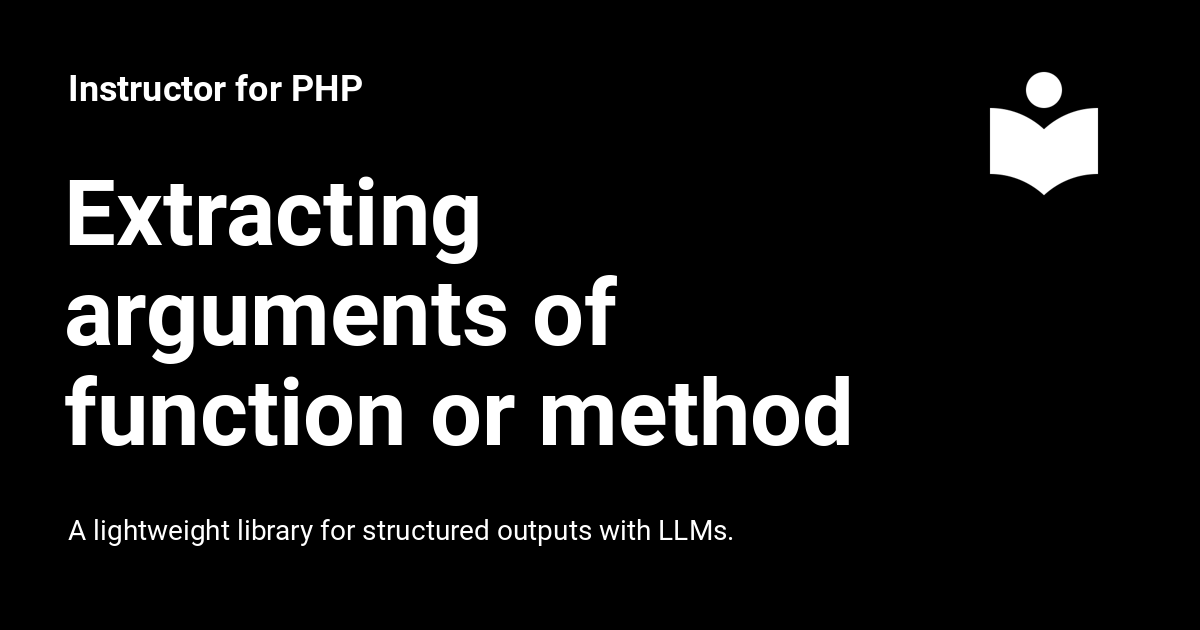 Instructor for PHP
Extracting
arguments of
function or method
A lightweight library for structured outputs with LLMs.